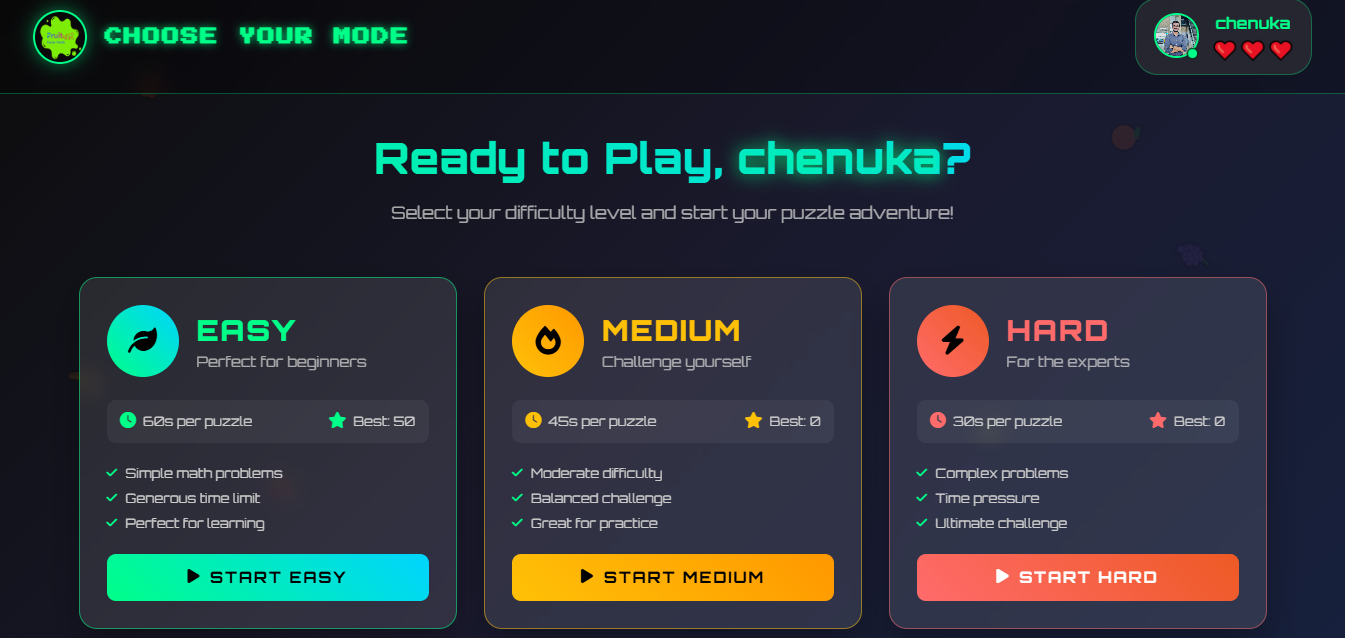 CHOOSE YOUR MODE
chenuka
Ready to Play, chenuka?
Select your difficulty level and start your puzzle adventure!
EASY
Perfect for beginners
60s per puzzle
Best: 50
Simple math problems
Generous time limit
Perfect for learning
START EASY
MEDIUM
Challenge yourself
45s per puzzle
Best: 0
Moderate difficulty
Balanced challenge
Great for practice
START MEDIUM
HARD
For the experts
30s per puzzle
Best: 0
Complex problems
Time pressure
Ultimate challenge
START HARD